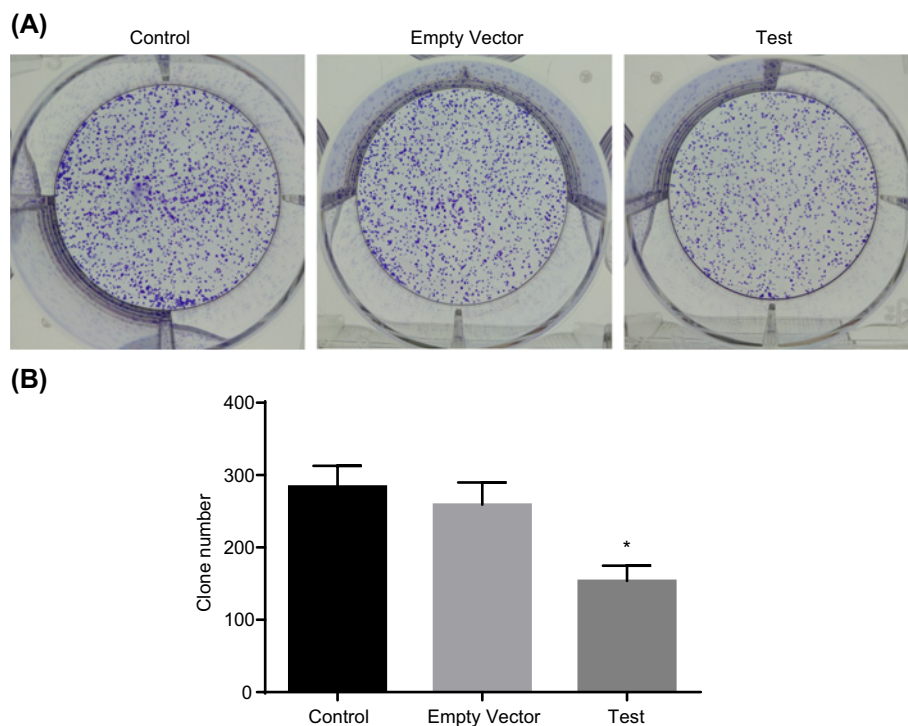 (A)
Control Empty Vector Test
(B)
400
300
200
100
0
Clone number
*
Control Empty Vector Test